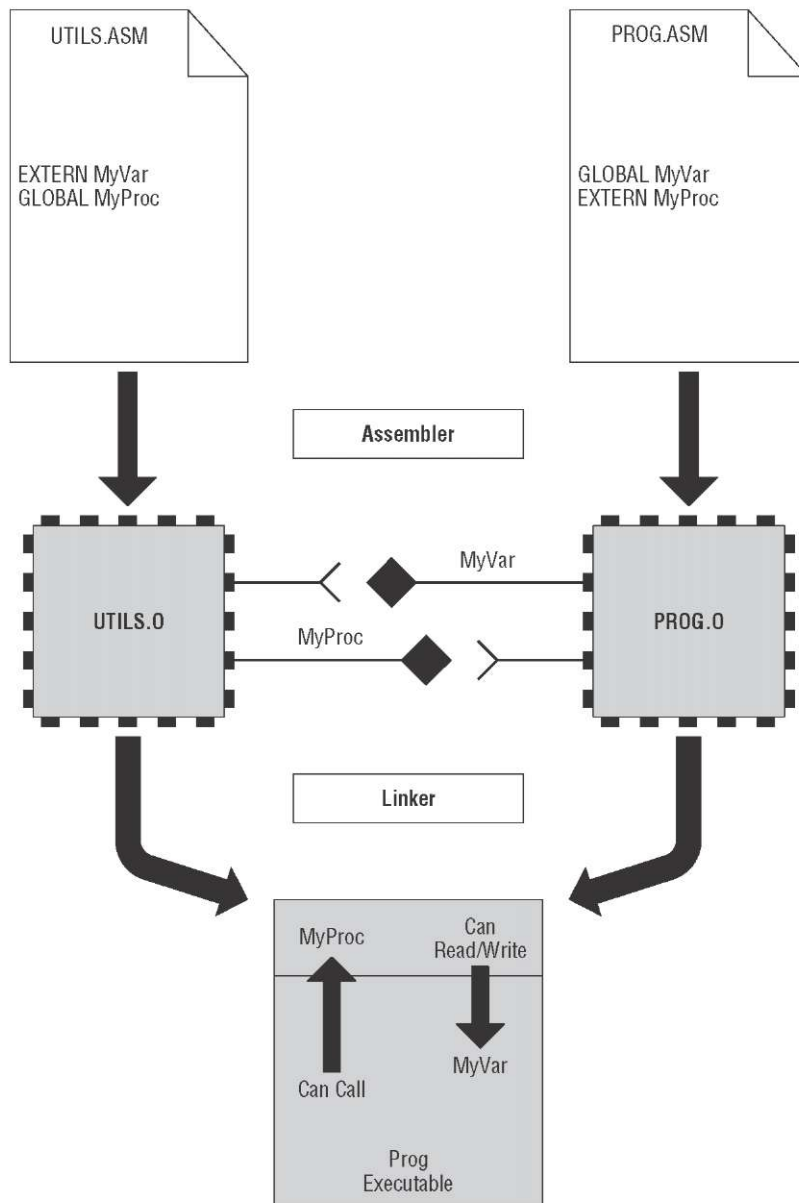 UTILS.ASM
EXTERN MyVar
GLOBAL MyProc
PROG.ASM
GLOBAL MyVar
EXTERN MyProc
Assembler
UTILS.O
MyVar
MyProc
PROG.O
Linker
MyProc
Can
Read/Write
Can Call
MyVar
Prog
Executable